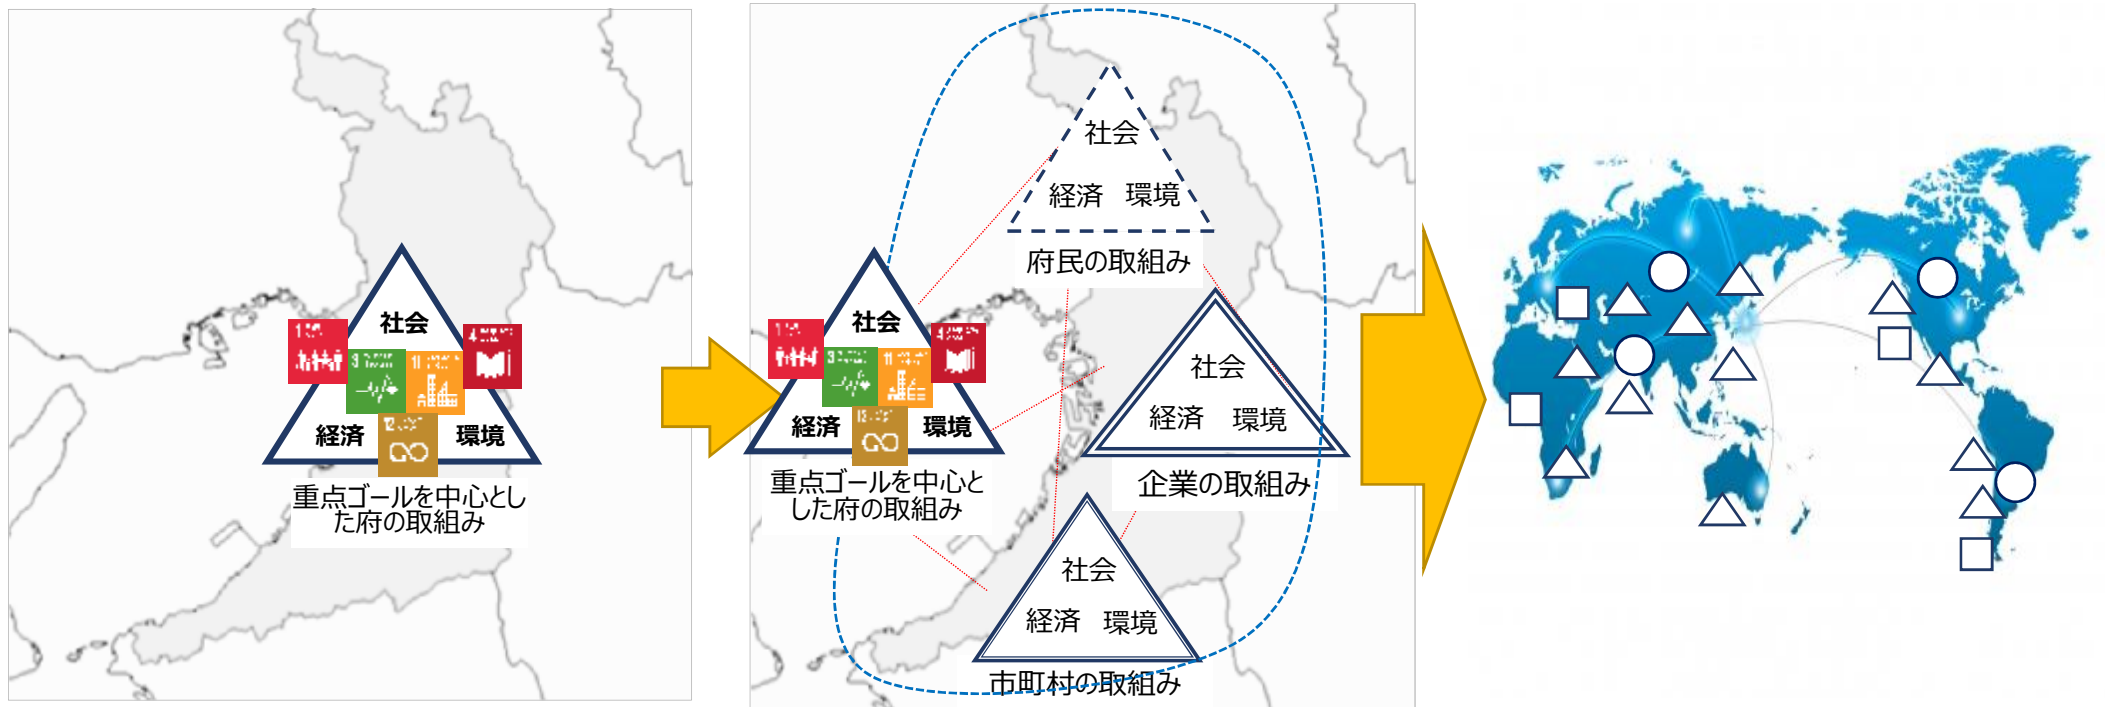 社会
経済
環境
重点ゴールを中心とし
た府の取組み
社会
経済 環境
府民の取組み
社会
経済
環境
重点ゴールを中心と
した府の取組み
社会
経済 環境
企業の取組み
社会
経済 環境
市町村の取組み